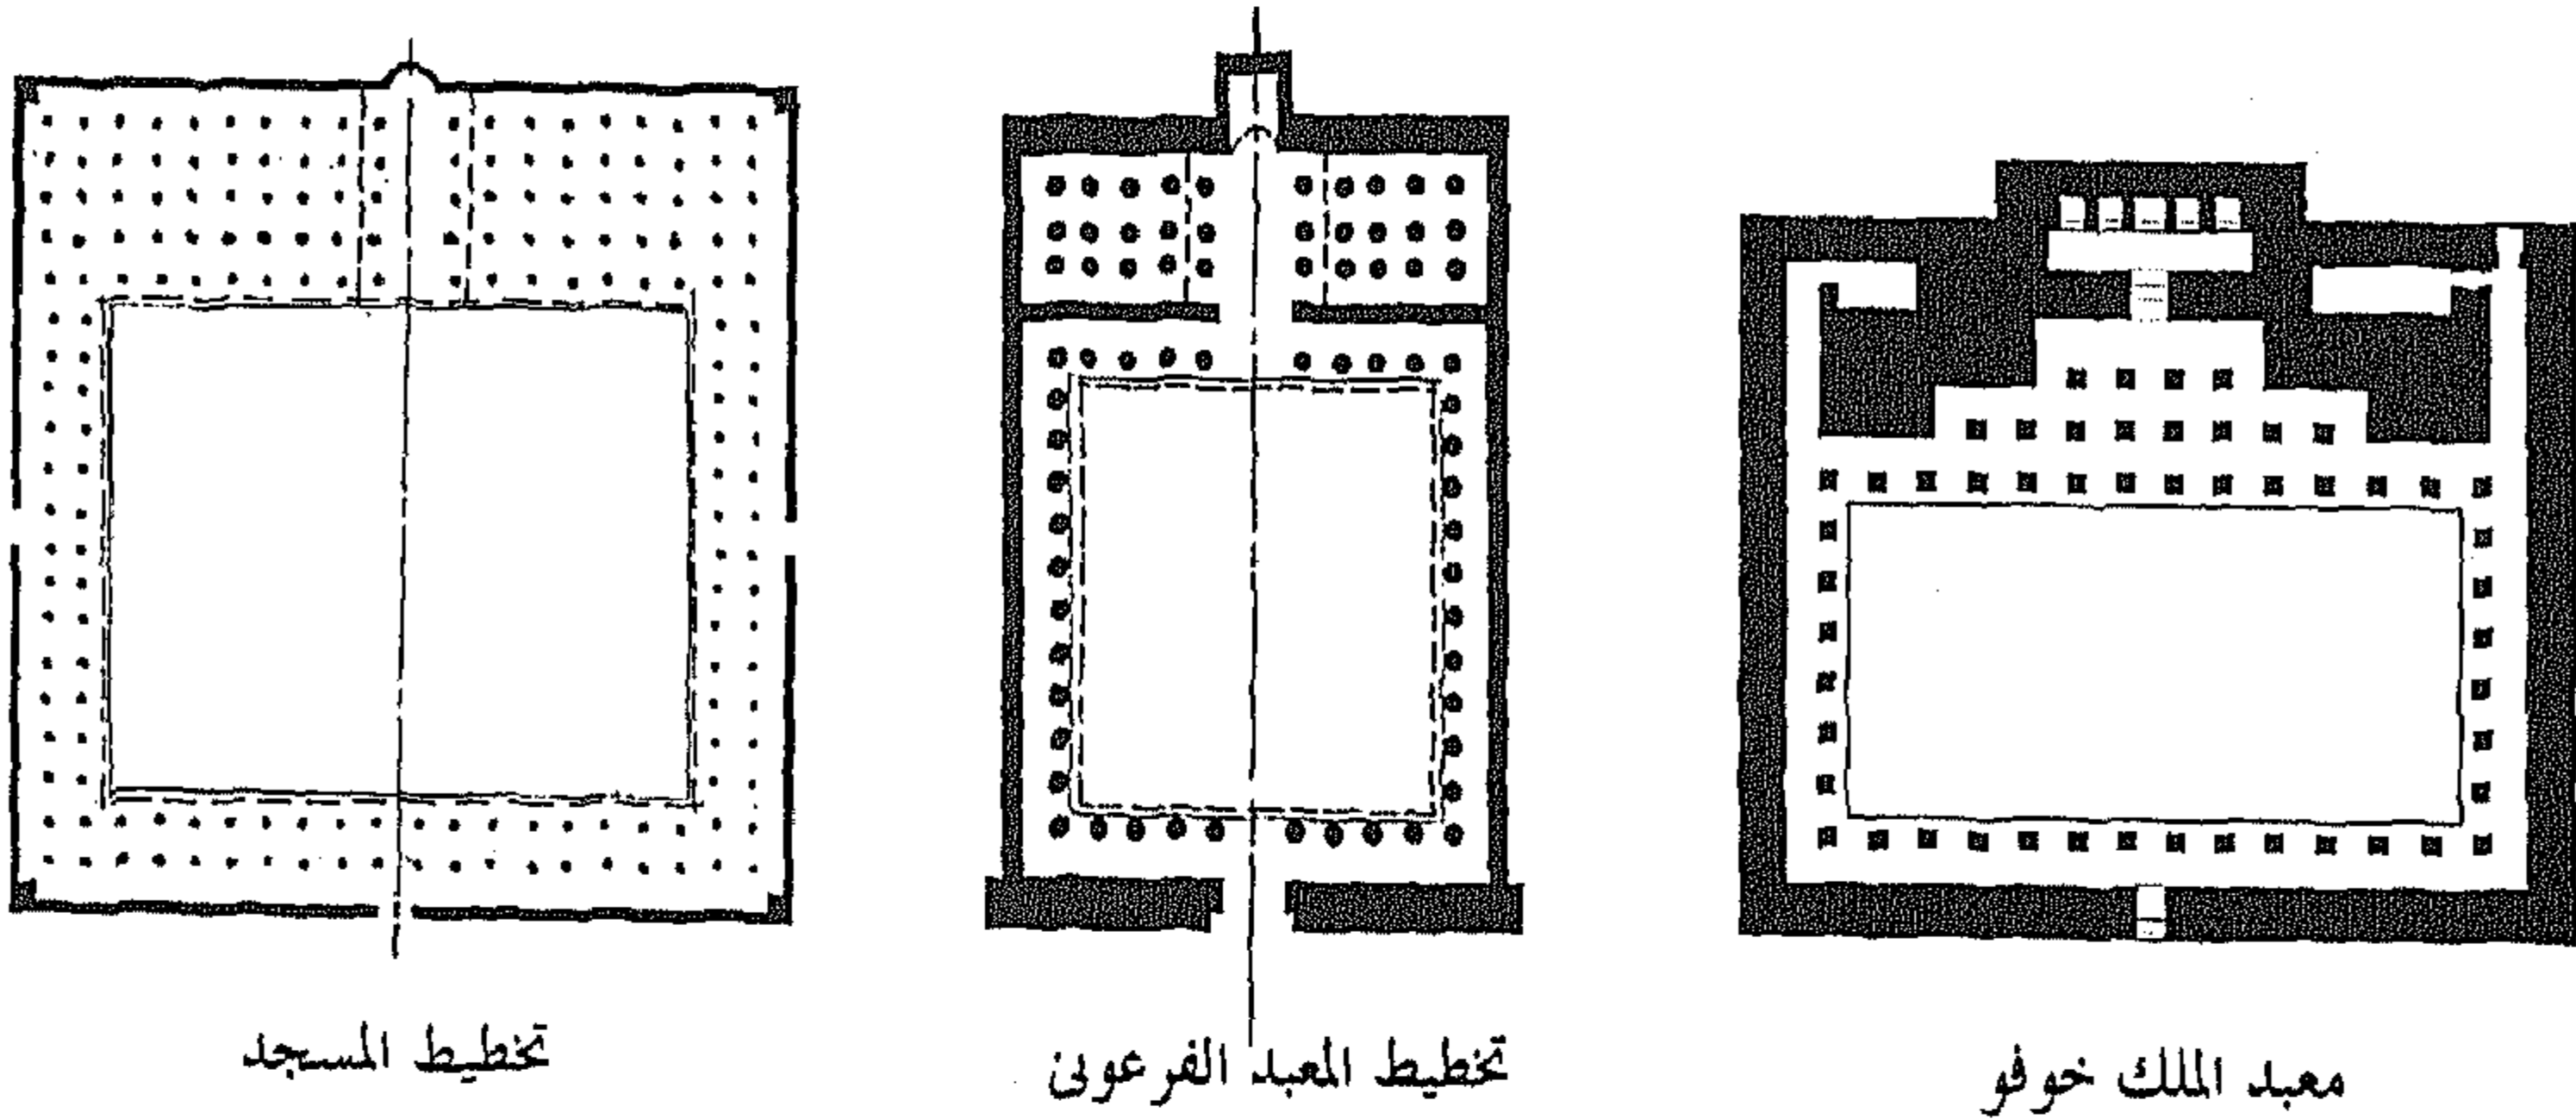 معبد الملك خوفو
تخطيط المعبد الفرعونى
تخطيط المسجد